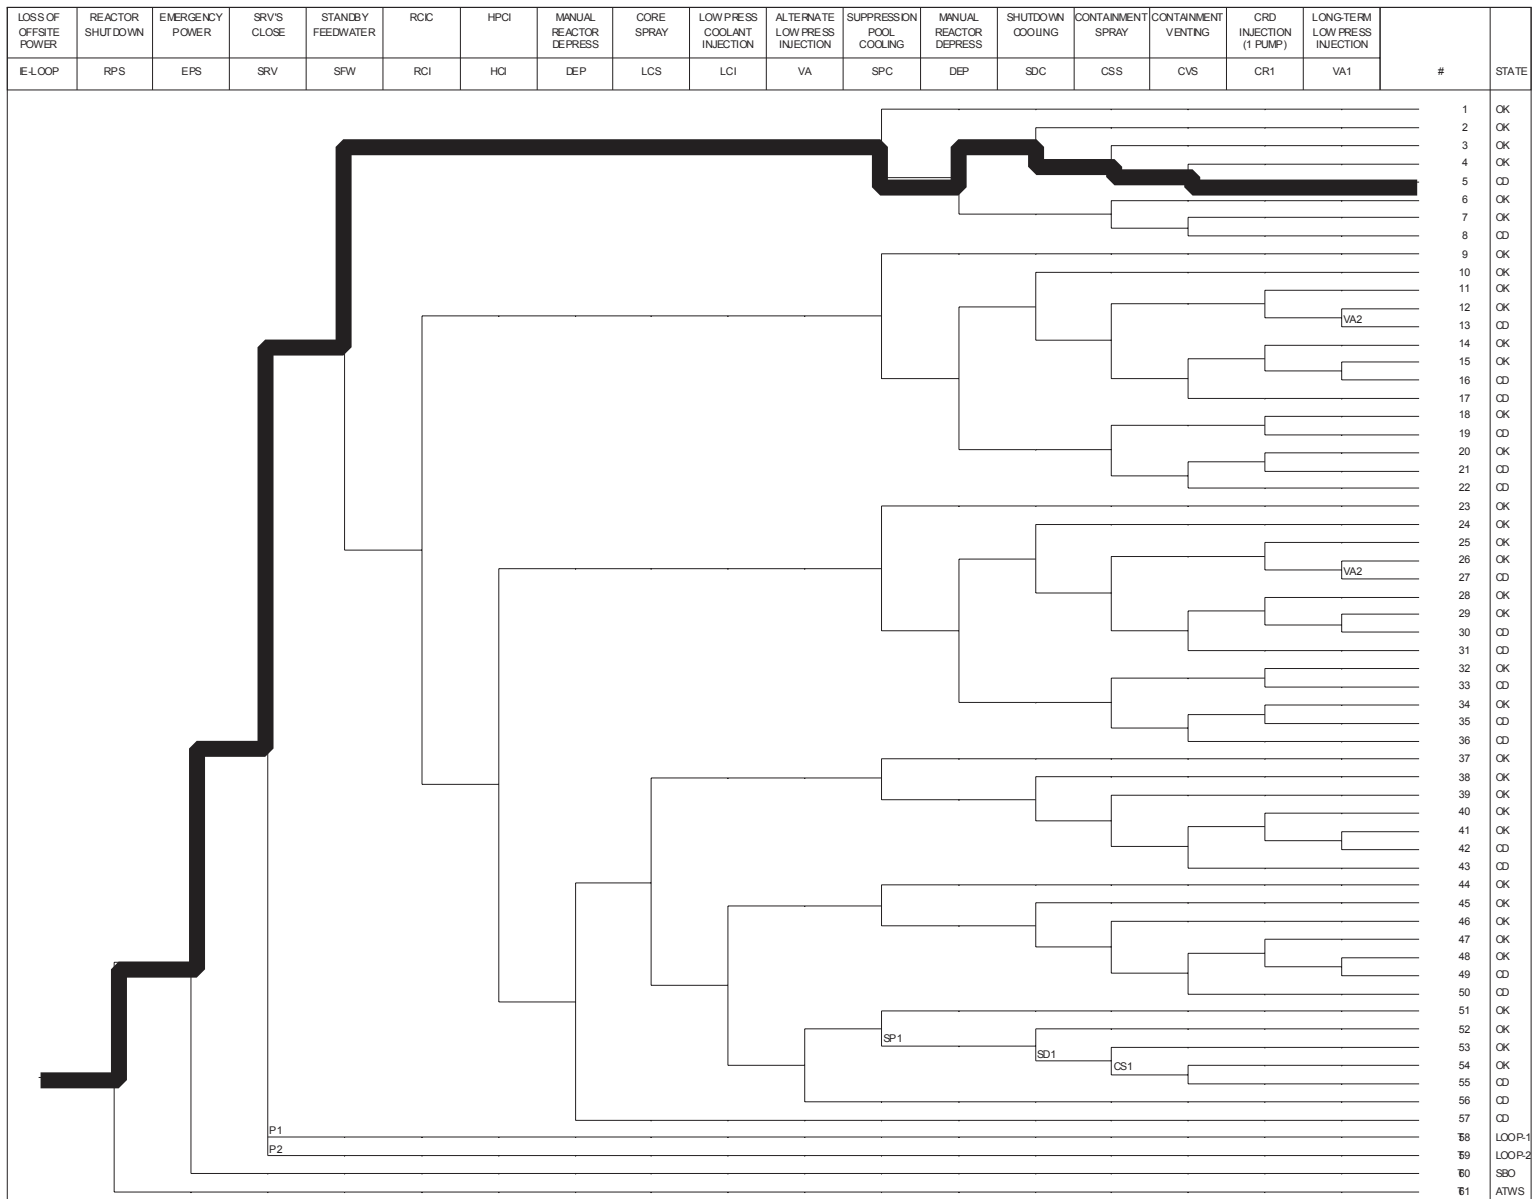 LOSS OF OFFSITE POWER
REACTOR SHUTDOWN
EMERGENCY POWER
SRV'S CLOSE
STANDBY FEEDWATER
RCIC
HPCI
MANUAL REACTOR DEPRESS
CORE SPRAY
LOW PRESS COOLANT INJECTION
ALTERNATE LOW PRESS INJECTION
SUPPRESSION POOL COOLING
MANUAL REACTOR DEPRESS
SHUTDOWN COOLING
CONTAINMENT SPRAY
CONTAINMENT VENTING
CRD INJECTION (1 PUMP)
LONG-TERM LOW PRESS INJECTION
IE-LOOP RPS EPS SRV SFW RCI HCI DEP LCS LCI VA SPC DEP SDC CSS CVS CR1 VA1 # STATE
1 OK
2 OK
3 OK
4 OK
5 CD
6 OK
7 OK
8 CD
9 OK
10 OK
11 OK
12 OK
VA2
13 CD
14 OK
15 OK
16 CD
17 CD
18 OK
19 CD
20 OK
21 CD
22 CD
23 OK
24 OK
25 OK
26 OK
VA2
27 CD
28 OK
29 OK
30 CD
31 CD
32 OK
33 CD
34 OK
35 CD
36 CD
37 OK
38 OK
39 OK
40 OK
41 OK
42 CD
43 CD
44 OK
45 OK
46 OK
47 OK
48 OK
49 CD
50 CD
51 OK
52 OK
SP1
53 OK
SD1
54 OK
CS1
55 CD
56 CD
57 CD
P1
T58 LOOP-1
P2
T59 LOOP-2
T60 SBO
T61 ATWS